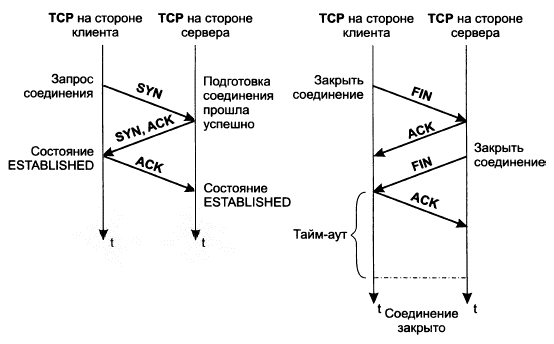 TCP на стороне
клиента
TCP на стороне
сервера
Запрос
соединения
SYN
Подготовка
соединения
прошла
успешно
SYN, ACK
Состояние
ESTABLISHED
ACK
Состояние
ESTABLISHED
t
t
TCP на стороне
клиента
TCP на стороне
сервера
Закрыть
соединение
FIN
ACK
Закрыть
соединение
FIN
ACK
Тайм-аут
t
t
Соединение
закрыто